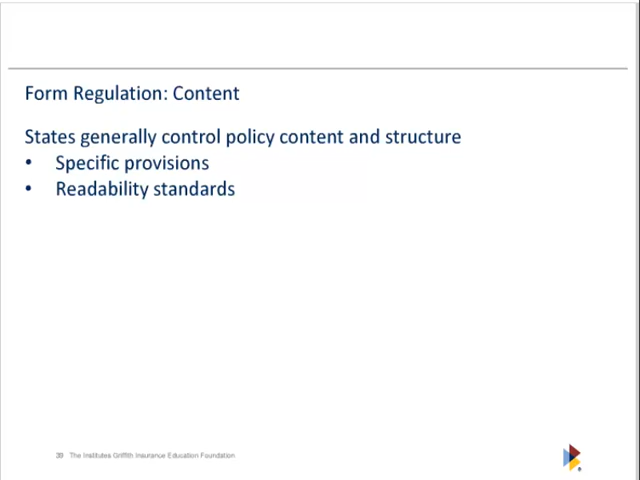 Form Regulation: Content
States generally control policy content and structure
• Specific provisions
• Readability standards
39 The Institutes Griffith Insurance Education Foundation